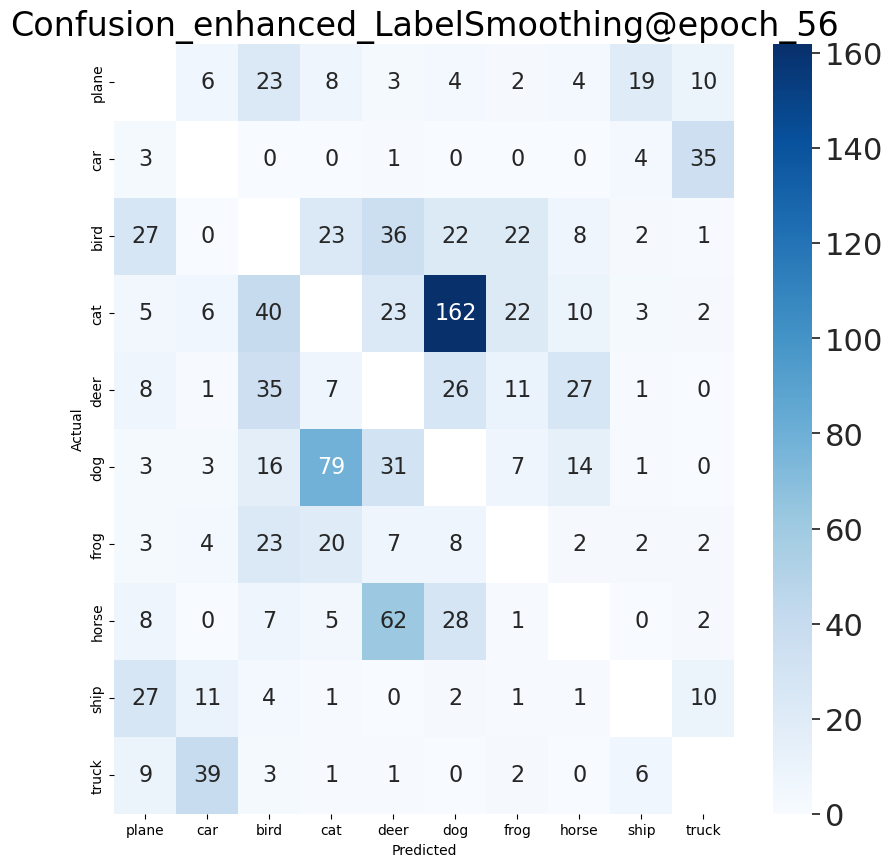 Confusion_enhanced_LabelSmoothing@epoch_56
plane 6 23 8 3 4 2 4 19 10
car 3 0 0 1 0 0 0 4 35
bird 27 0 23 36 22 22 8 2 1
cat 5 6 40 23 162 22 10 3 2
deer 8 1 35 7 26 11 27 1 0
dog 3 3 16 79 31 7 14 1 0
frog 3 4 23 20 7 8 2 2 2
horse 8 0 7 5 62 28 1 0 2
ship 27 11 4 1 0 2 1 1 10
truck 9 39 3 1 1 0 2 0 6
Actual
plane car bird cat deer dog frog horse ship truck
Predicted
160
140
120
100
80
60
40
20
0